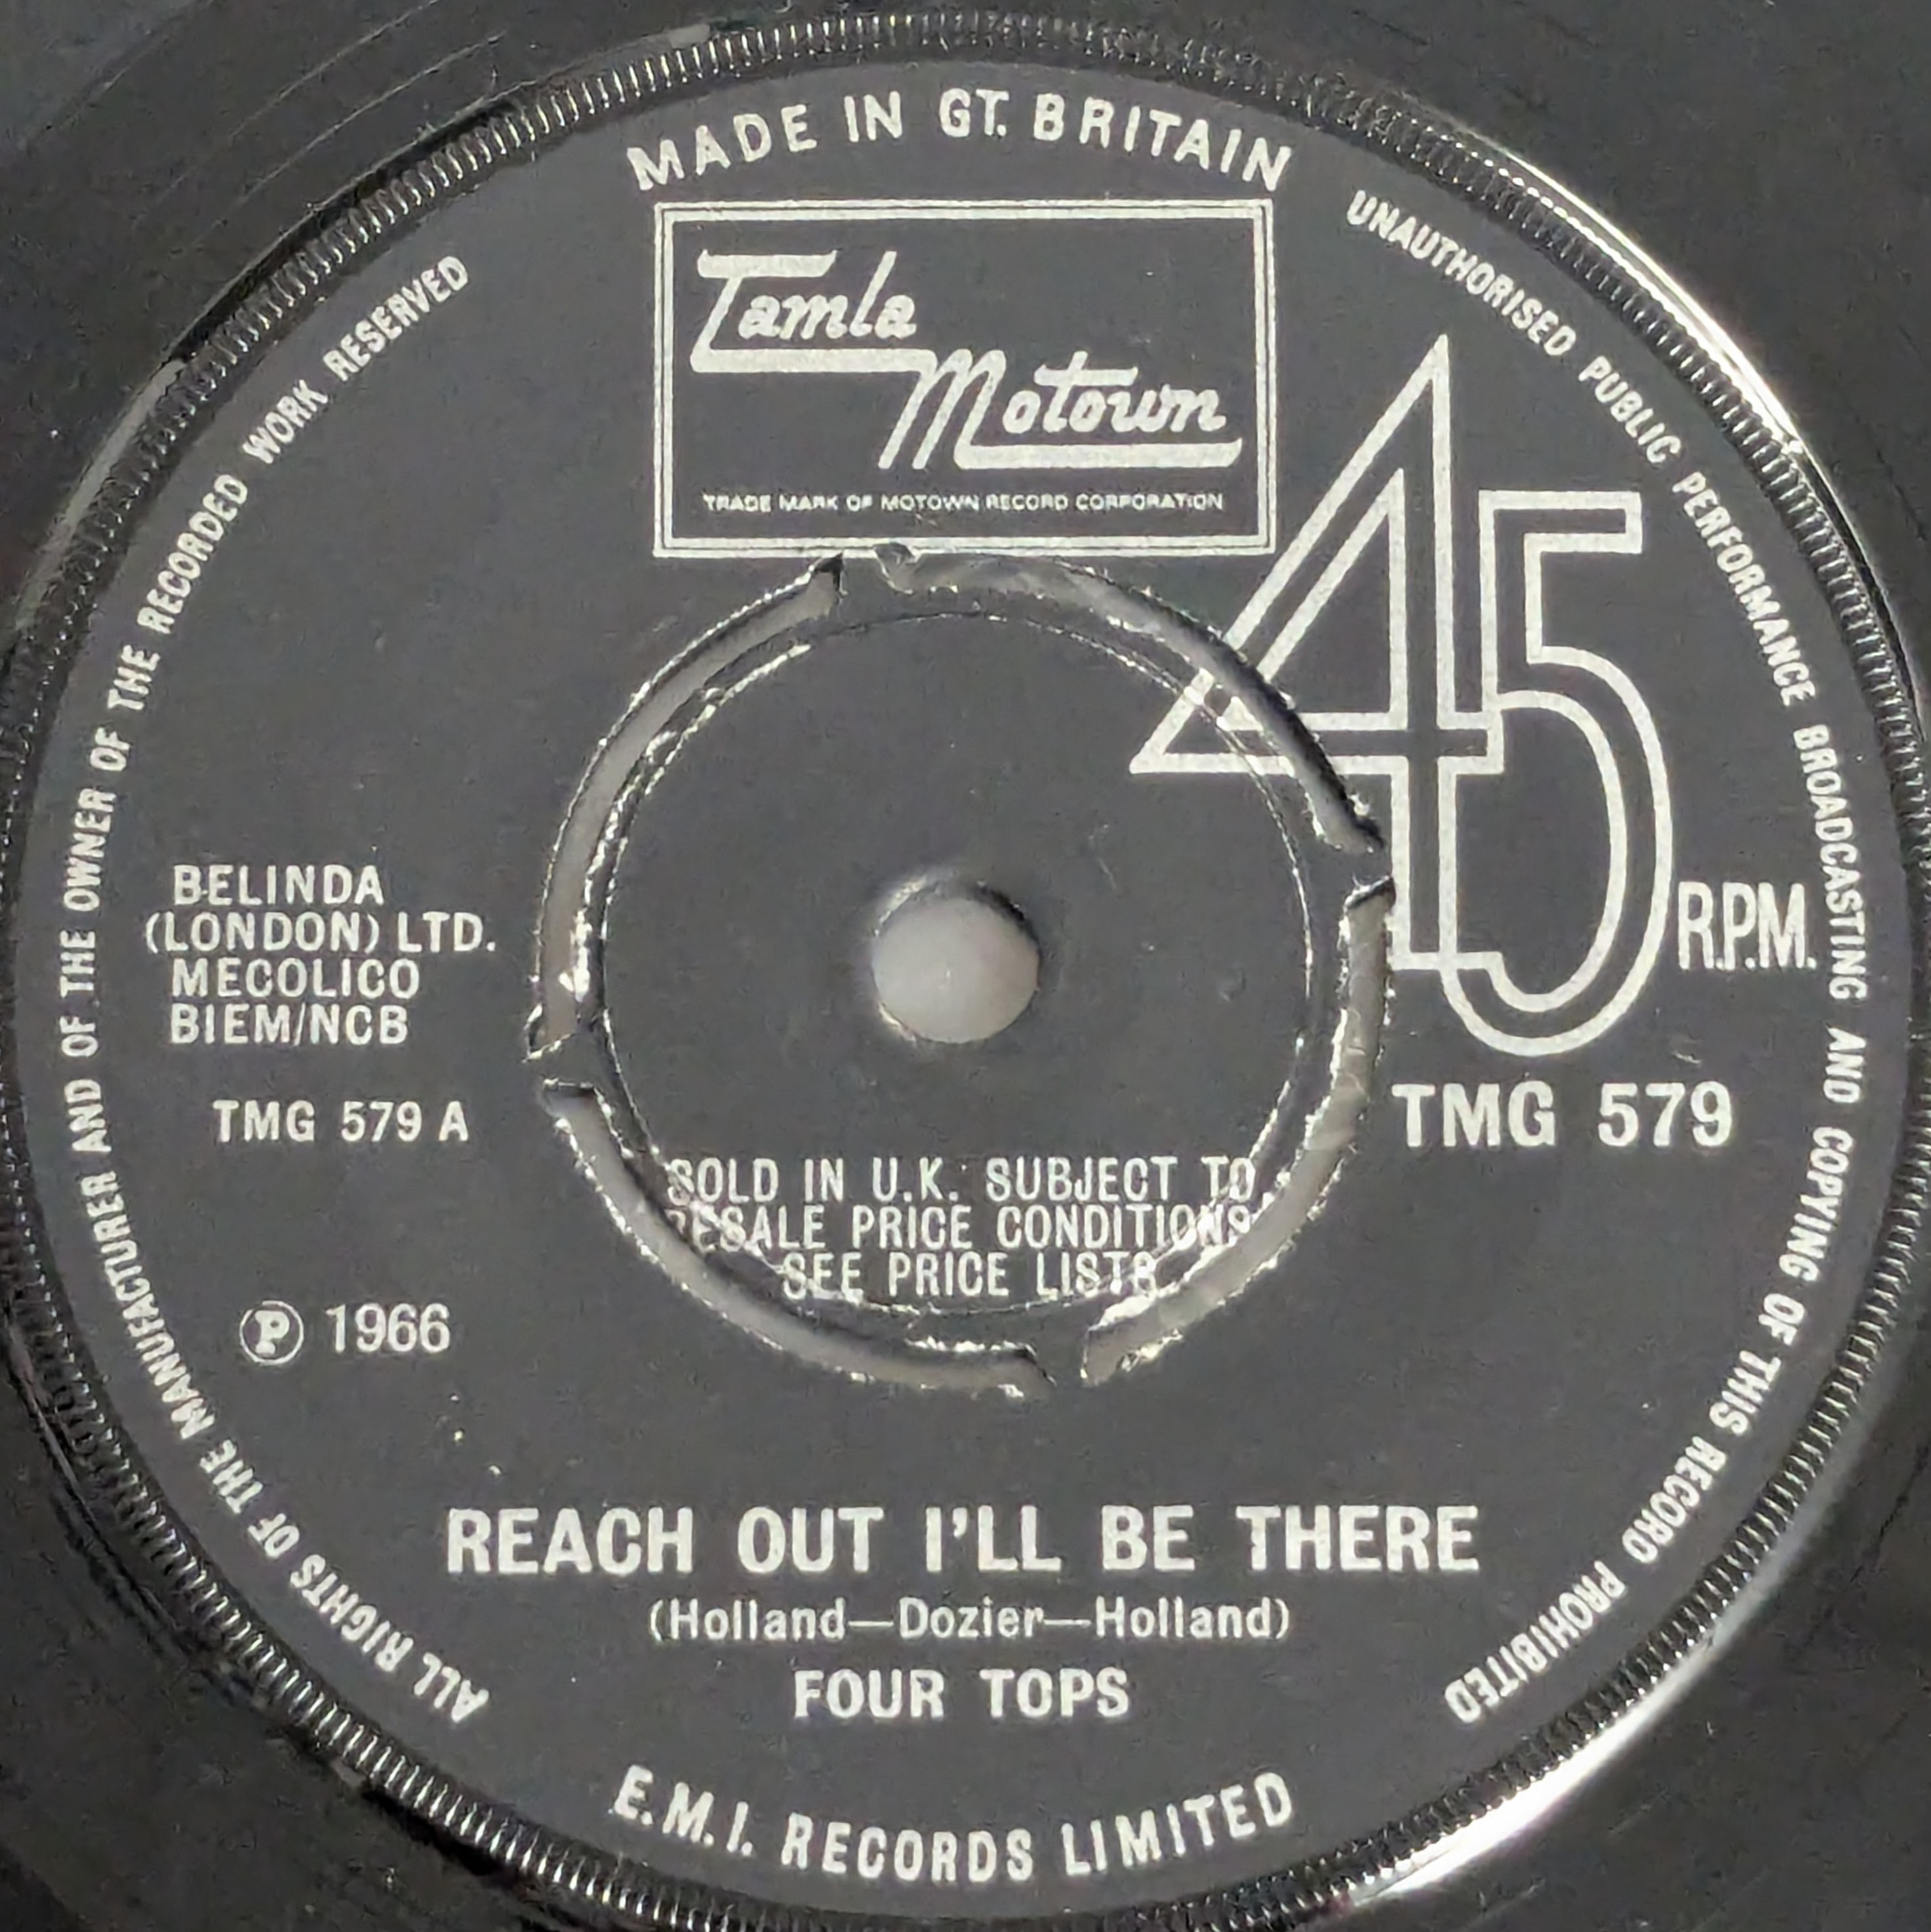 MADE IN GT. BRITAIN
Tamla
Motown
TRADE MARK OF MOTOWN RECORD CORPORATION
45
R.P.M.
BELINDA
(LONDON) LTD.
MECOLICO
BIEM/NCB
TMG 579 A
TMG 579
SOLD IN U.K. SUBJECT TO
RESALE PRICE CONDITIONS
SEE PRICE LISTS
℗ 1966
REACH OUT I'LL BE THERE
(Holland—Dozier—Holland)
FOUR TOPS
E.M.I. RECORDS LIMITED
ALL RIGHTS OF THE MANUFACTURER AND OF THE OWNER OF THE RECORDED WORK RESERVED
UNAUTHORISED PUBLIC PERFORMANCE BROADCASTING AND COPYING OF THIS RECORD PROHIBITED